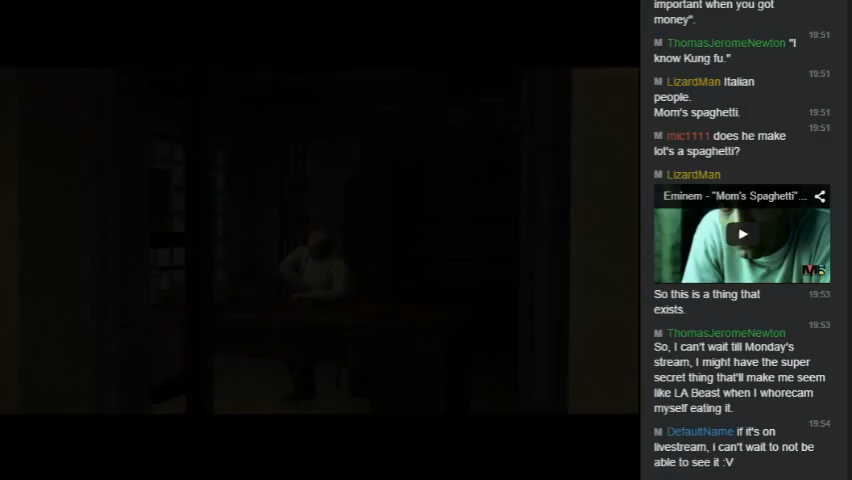 important when you got
money".
19:51
M ThomasJeromeNewton "I
know Kung fu."
19:51
M LizardMan Italian
people.
Mom's spaghetti.
19:51
19:51
M mic1111 does he make
lot's a spaghetti?
M LizardMan
Eminem - "Mom's Spaghetti"...
So this is a thing that
exists.
19:53
19:53
M ThomasJeromeNewton
So, I can't wait till Monday's
stream, I might have the super
secret thing that'll make me seem
like LA Beast when I whorecam
myself eating it.
19:54
M DefaultName if it's on
livestream, i can't wait to not be
able to see it :V